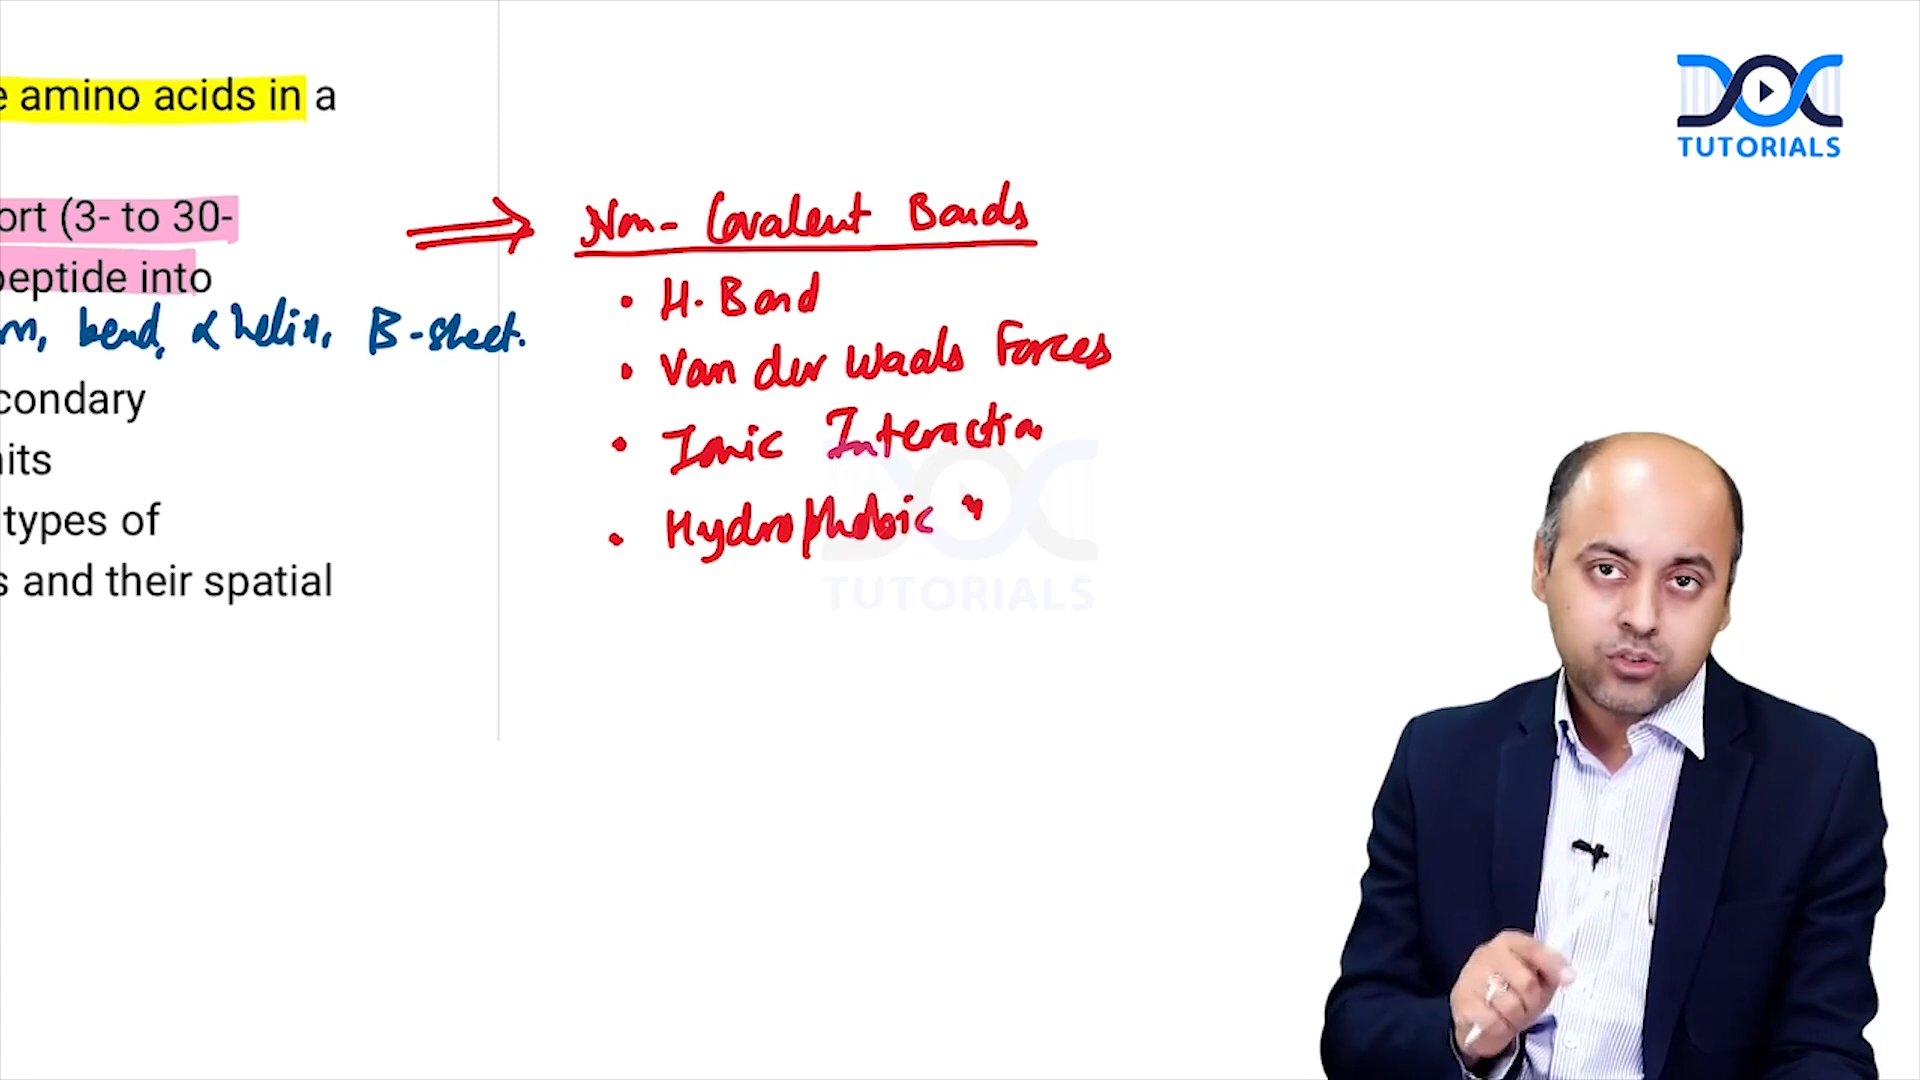 e amino acids in a
DOC
TUTORIALS
ort (3- to 30-
peptide into
bend, α helix, B-sheet.
condary
its
types of
s and their spatial
Non-Covalent Bonds
• H-Bond
• Van der Waals Forces
• Ionic Interaction
• Hydrophobic "
TUTORIALS